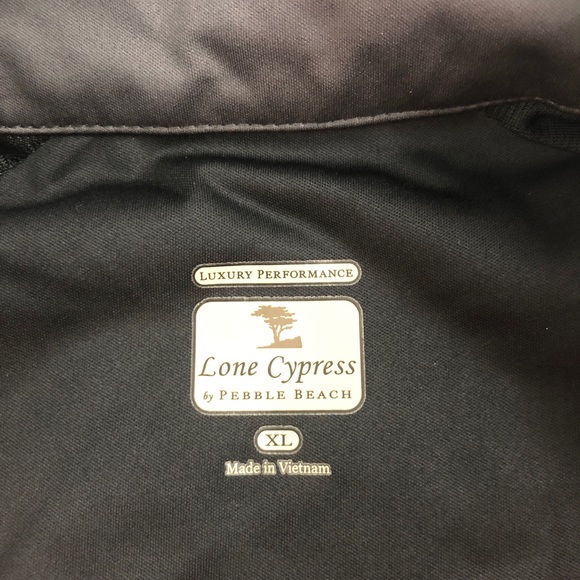 LUXURY PERFORMANCE
Lone Cypress
by PEBBLE BEACH
XL
Made in Vietnam